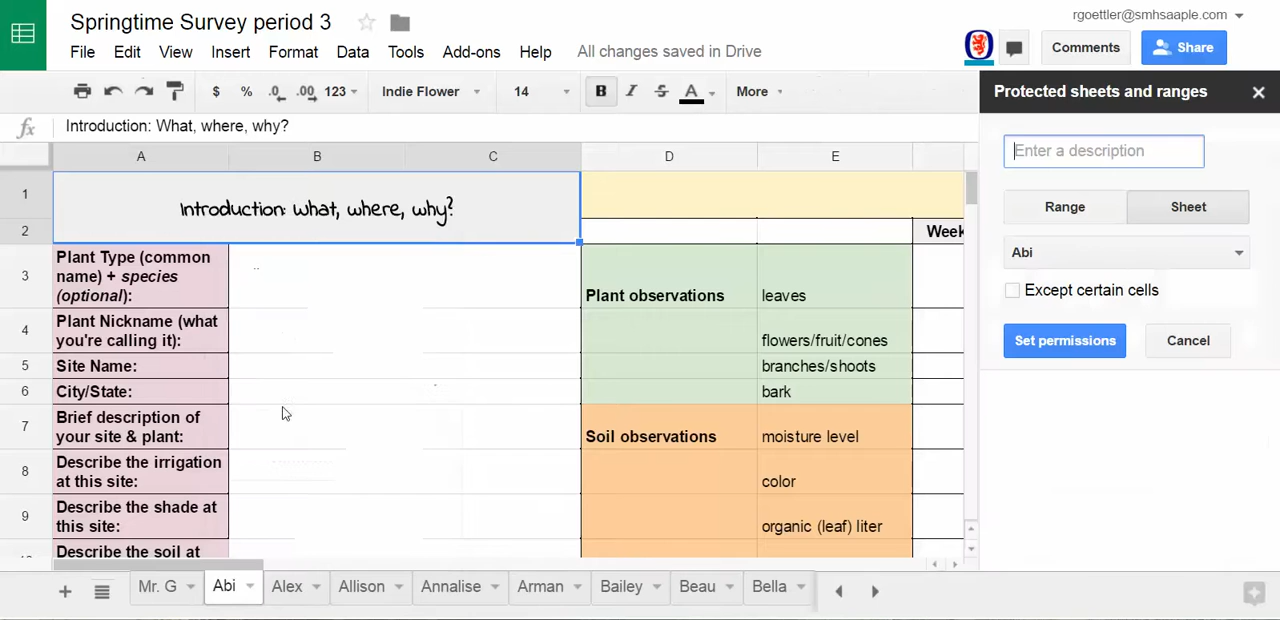 Springtime Survey period 3
rgoettler@smhsaaple.com
File Edit View Insert Format Data Tools Add-ons Help All changes saved in Drive
Comments
Share
$ % .0 .00 123 Indie Flower 14 B I S A More
Protected sheets and ranges
fx Introduction: What, where, why?
Enter a description
A B C D E
1 Introduction: What, where, why?
Range Sheet
2 Week
Abi
3 Plant Type (common name) + species (optional): Plant observations leaves
Except certain cells
4 Plant Nickname (what you're calling it): flowers/fruit/cones
Set permissions Cancel
5 Site Name: branches/shoots
6 City/State: bark
7 Brief description of your site & plant: Soil observations moisture level
8 Describe the irrigation at this site: color
9 Describe the shade at this site: organic (leaf) liter
Describe the soil at
Mr. G Abi Alex Allison Annalise Arman Bailey Beau Bella